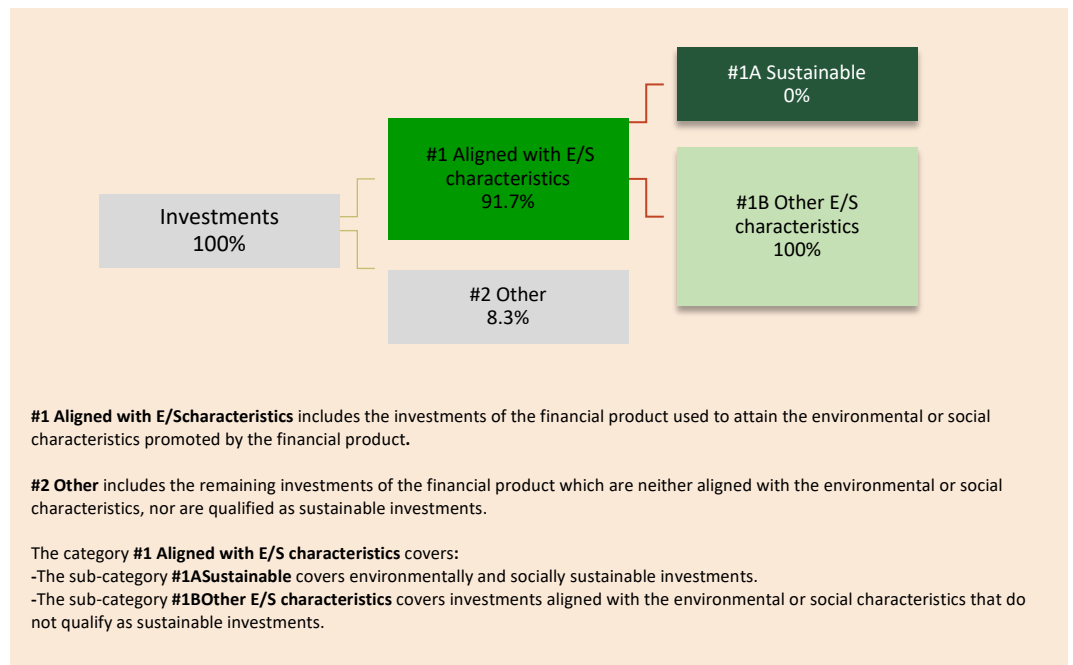 #1A Sustainable
0%
#1 Aligned with E/S
characteristics
91.7%
Investments
100%
#1B Other E/S
characteristics
100%
#2 Other
8.3%
#1 Aligned with E/Scharacteristics includes the investments of the financial product used to attain the environmental or social
characteristics promoted by the financial product.
#2 Other includes the remaining investments of the financial product which are neither aligned with the environmental or social
characteristics, nor are qualified as sustainable investments.
The category #1 Aligned with E/S characteristics covers:
-The sub-category #1ASustainable covers environmentally and socially sustainable investments.
-The sub-category #1BOther E/S characteristics covers investments aligned with the environmental or social characteristics that do
not qualify as sustainable investments.